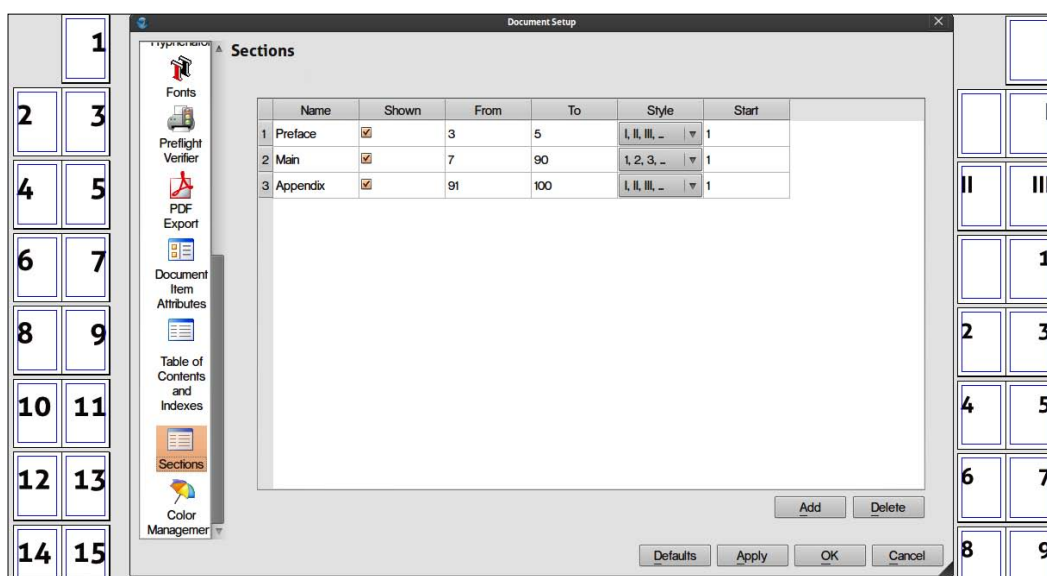 Document Setup
1
2 3
4 5
6 7
8 9
10 11
12 13
14 15
Hyphenator
Fonts
Preflight
Verifier
PDF
Export
Document
Item
Attributes
Table of
Contents
and
Indexes
Sections
Color
Managemer
Sections
Name Shown From To Style Start
1 Preface 3 5 I, II, III, ... 1
2 Main 7 90 1, 2, 3, ... 1
3 Appendix 91 100 I, II, III, ... 1
Add Delete
Defaults Apply OK Cancel
I
II III
1
2 3
4 5
6 7
8 9